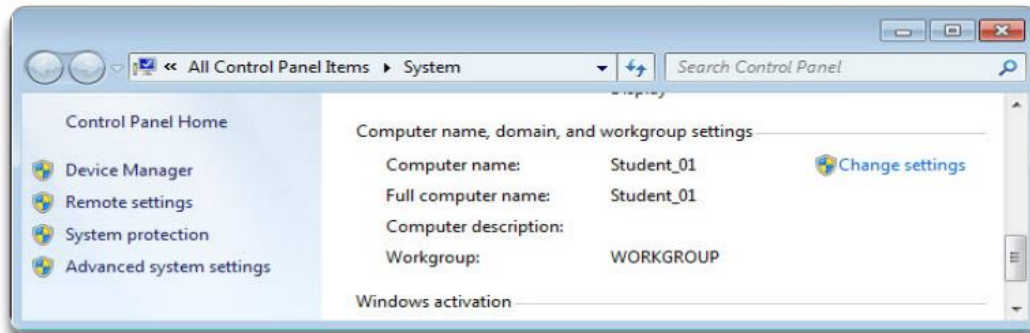 « All Control Panel Items ▸ System
Search Control Panel
Control Panel Home
Device Manager
Remote settings
System protection
Advanced system settings
Display
Computer name, domain, and workgroup settings
Computer name: Student_01 Change settings
Full computer name: Student_01
Computer description:
Workgroup: WORKGROUP
Windows activation